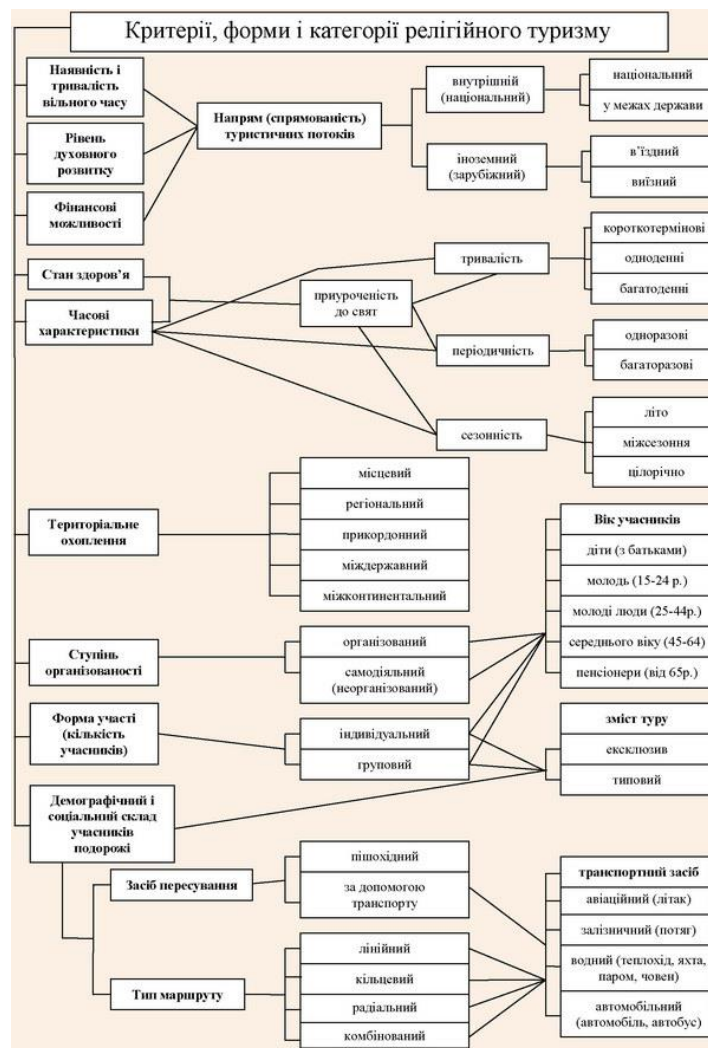 Критерії, форми і категорії релігійного туризму
Наявність і
тривалість
вільного часу
Рівень
духовного
розвитку
Фінансові
можливості
Напрям (спрямованість)
туристичних потоків
внутрішній
(національний)
національний
у межах держави
іноземний
(зарубіжний)
в’їздний
виїзний
Стан здоров’я
Часові
характеристики
приуроченість
до свят
тривалість
короткотермінові
одноденні
багатоденні
періодичність
одноразові
багаторазові
сезонність
літо
міжсезоння
цілорічно
Територіальне
охоплення
місцевий
регіональний
прикордонний
міждержавний
міжконтинентальний
Вік учасників
діти (з батьками)
молодь (15-24 р.)
молоді люди (25-44р.)
середнього віку (45-64)
пенсіонери (від 65р.)
Ступінь
організованості
організований
самодіяльний
(неорганізований)
Форма участі
(кількість
учасників)
індивідуальний
груповий
зміст туру
ексклюзив
типовий
Демографічний і
соціальний склад
учасників
подорожі
Засіб пересування
пішохідний
за допомогою
транспорту
транспортний засіб
авіаційний (літак)
залізничний (потяг)
водний (теплохід, яхта,
паром, човен)
автомобільний
(автомобіль, автобус)
Тип маршруту
лінійний
кільцевий
радіальний
комбінований